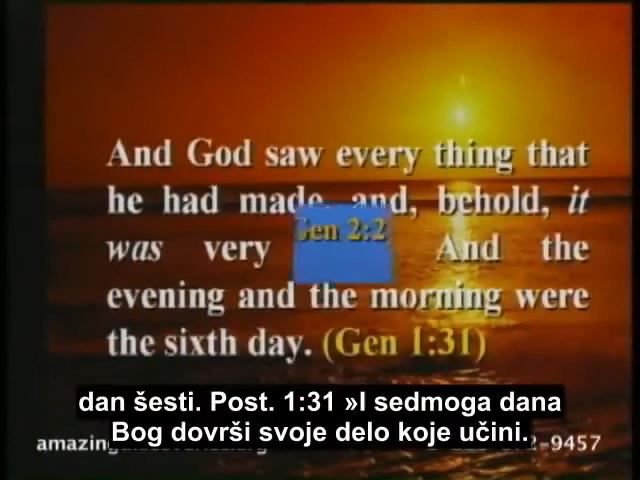 And God saw every thing that
he had made, and, behold, it
Gen 2:2
was very And the
evening and the morning were
the sixth day. (Gen 1:31)
dan šesti. Post. 1:31 »I sedmoga dana
Bog dovrši svoje delo koje učini.
-9457